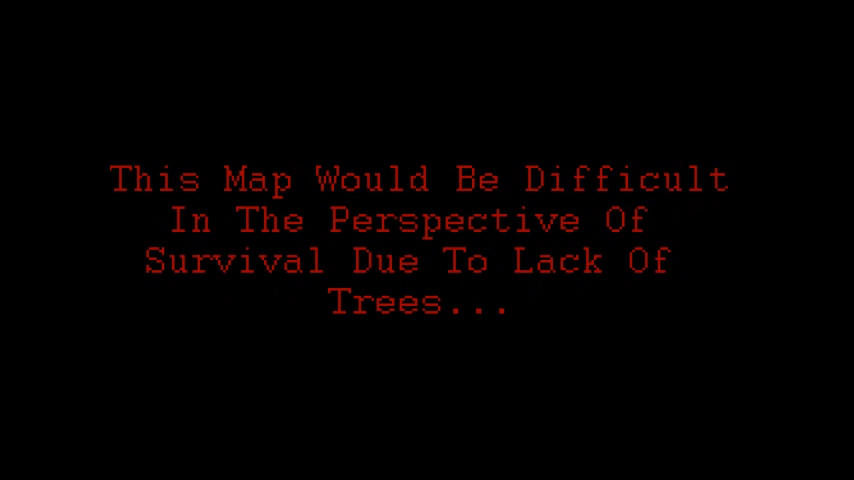 This Map Would Be Difficult
In The Perspective Of
Survival Due To Lack Of
Trees...